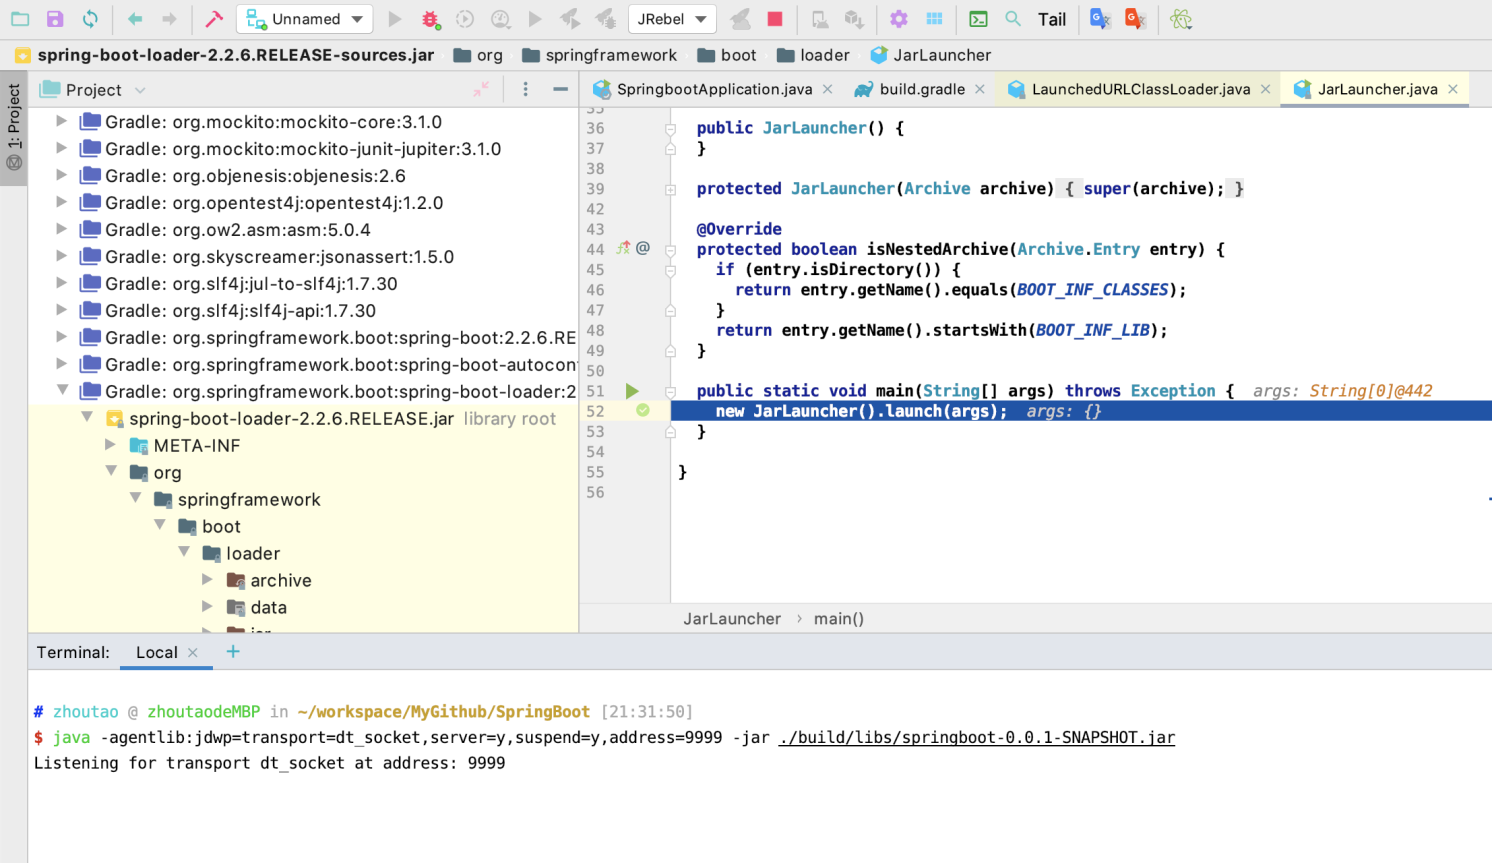 Unnamed
JRebel
Tail
spring-boot-loader-2.2.6.RELEASE-sources.jar org springframework boot loader JarLauncher
1: Project
Project
SpringbootApplication.java build.gradle LaunchedURLClassLoader.java JarLauncher.java
Gradle: org.mockito:mockito-core:3.1.0
Gradle: org.mockito:mockito-junit-jupiter:3.1.0
Gradle: org.objenesis:objenesis:2.6
Gradle: org.opentest4j:opentest4j:1.2.0
Gradle: org.ow2.asm:asm:5.0.4
Gradle: org.skyscreamer:jsonassert:1.5.0
Gradle: org.slf4j:jul-to-slf4j:1.7.30
Gradle: org.slf4j:slf4j-api:1.7.30
Gradle: org.springframework.boot:spring-boot:2.2.6.RE
Gradle: org.springframework.boot:spring-boot-autocon
Gradle: org.springframework.boot:spring-boot-loader:2
spring-boot-loader-2.2.6.RELEASE.jar library root
META-INF
org
springframework
boot
loader
archive
data
jar
35
36 public JarLauncher() {
37 }
38
39 protected JarLauncher(Archive archive) { super(archive); }
42
43 @Override
44 @ protected boolean isNestedArchive(Archive.Entry entry) {
45 if (entry.isDirectory()) {
46 return entry.getName().equals(BOOT_INF_CLASSES);
47 }
48 return entry.getName().startsWith(BOOT_INF_LIB);
49 }
50
51 public static void main(String[] args) throws Exception { args: String[0]@442
52 new JarLauncher().launch(args); args: {}
53 }
54
55 }
56
JarLauncher › main()
Terminal: Local +
# zhoutao @ zhoutaodeMBP in ~/workspace/MyGithub/SpringBoot [21:31:50]
$ java -agentlib:jdwp=transport=dt_socket,server=y,suspend=y,address=9999 -jar ./build/libs/springboot-0.0.1-SNAPSHOT.jar
Listening for transport dt_socket at address: 9999